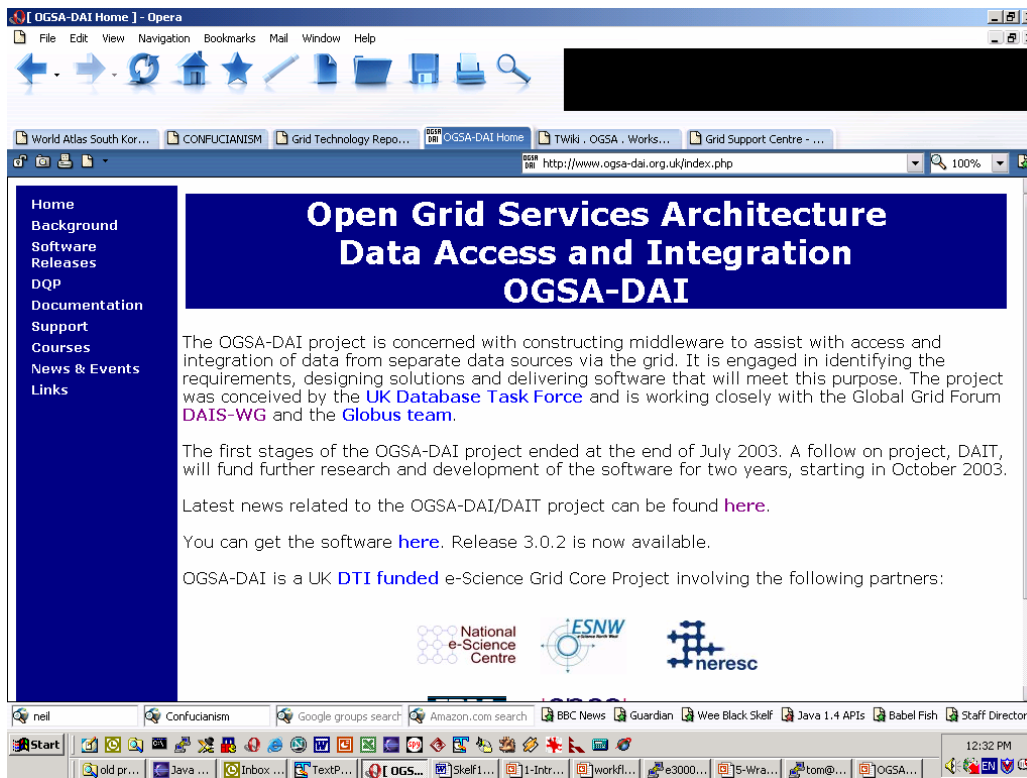 [ OGSA-DAI Home ] - Opera
File Edit View Navigation Bookmarks Mail Window Help
World Atlas South Kor... CONFUCIANISM Grid Technology Repo... OGSA-DAI Home TWiki . OGSA . Works... Grid Support Centre - ...
http://www.ogsa-dai.org.uk/index.php 100%
Home
Background
Software
Releases
DQP
Documentation
Support
Courses
News & Events
Links
Open Grid Services Architecture
Data Access and Integration
OGSA-DAI
The OGSA-DAI project is concerned with constructing middleware to assist with access and
integration of data from separate data sources via the grid. It is engaged in identifying the
requirements, designing solutions and delivering software that will meet this purpose. The project
was conceived by the UK Database Task Force and is working closely with the Global Grid Forum
DAIS-WG and the Globus team.
The first stages of the OGSA-DAI project ended at the end of July 2003. A follow on project, DAIT,
will fund further research and development of the software for two years, starting in October 2003.
Latest news related to the OGSA-DAI/DAIT project can be found here.
You can get the software here. Release 3.0.2 is now available.
OGSA-DAI is a UK DTI funded e-Science Grid Core Project involving the following partners:
National
e-Science
Centre
ESNW
neresc
neil Confucianism Google groups search Amazon.com search BBC News Guardian Wee Black Skelf Java 1.4 APIs Babel Fish Staff Director
Start 12:32 PM
EN
old pr... Java ... Inbox ... TextP... [ OGS... Skelf1... 1-Intr... workfl... e3000... 5-Wra... tom@... OGSA...